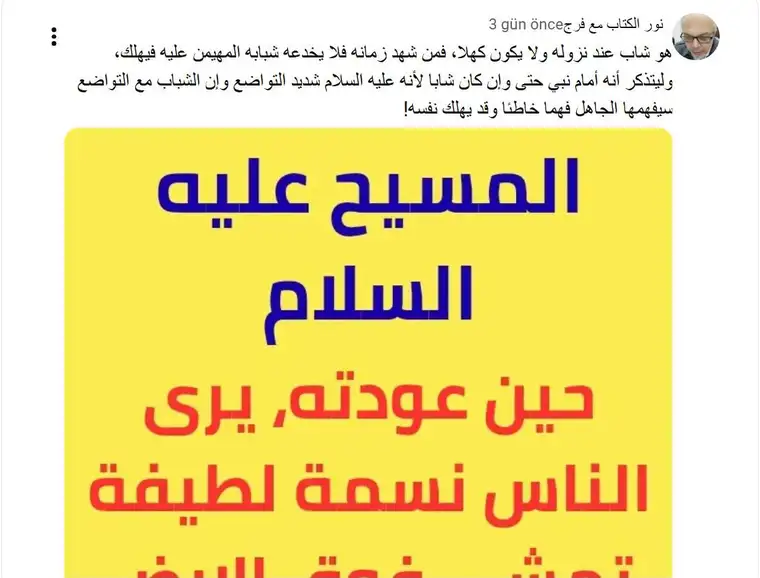 نور الكتاب مع فرج 3 gün önce
هو شاب عند نزوله ولا يكون كهلا، فمن شهد زمانه فلا يخدعه شبابه المهيمن عليه فيهلك،
وليتذكر أنه أمام نبي حتى وإن كان شابا لأنه عليه السلام شديد التواضع وإن الشباب مع التواضع
سيفهمها الجاهل فهما خاطئا وقد يهلك نفسه!
المسيح عليه
السلام
حين عودته، يرى
الناس نسمة لطيفة